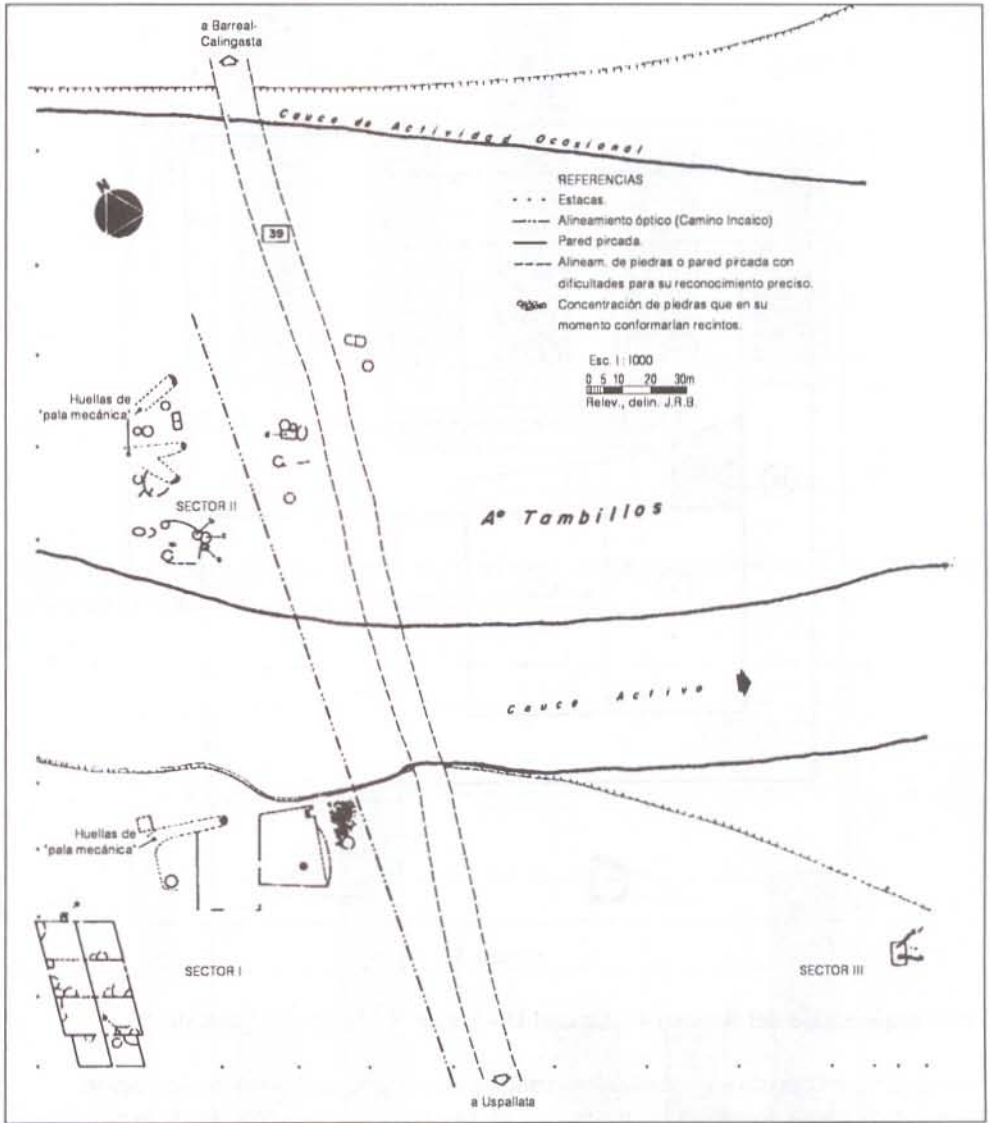 a Barreal-
Calingasta
Cauce de Actividad Ocasional
N
39
REFERENCIAS
Estacas.
Alineamiento óptico (Camino Incaico)
Pared pircada.
Alineam. de piedras o pared pircada con
dificultades para su reconocimiento preciso.
Concentración de piedras que en su
momento conformarían recintos.
Esc. 1:1000
0 5 10 20 30m
Relev., delin. J.R.B.
Huellas de
"pala mecánica"
SECTOR II
Aº Tambillos
Cauce Activo
Huellas de
"pala mecánica"
SECTOR I
SECTOR III
a Uspallata